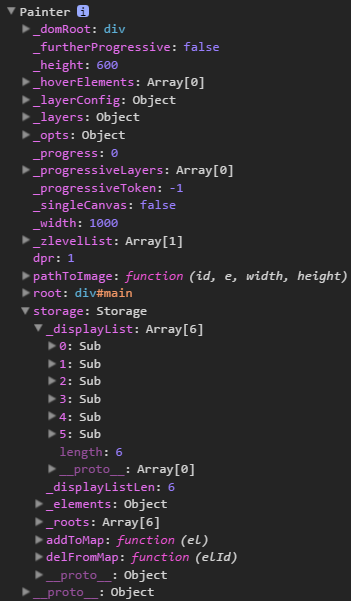 Painter i
_domRoot: div
_furtherProgressive: false
_height: 600
_hoverElements: Array[0]
_layerConfig: Object
_layers: Object
_opts: Object
_progress: 0
_progressiveLayers: Array[0]
_progressiveToken: -1
_singleCanvas: false
_width: 1000
_zlevelList: Array[1]
dpr: 1
pathToImage: function (id, e, width, height)
root: div#main
storage: Storage
_displayList: Array[6]
0: Sub
1: Sub
2: Sub
3: Sub
4: Sub
5: Sub
length: 6
__proto__: Array[0]
_displayListLen: 6
_elements: Object
_roots: Array[6]
addToMap: function (el)
delFromMap: function (elId)
__proto__: Object
__proto__: Object